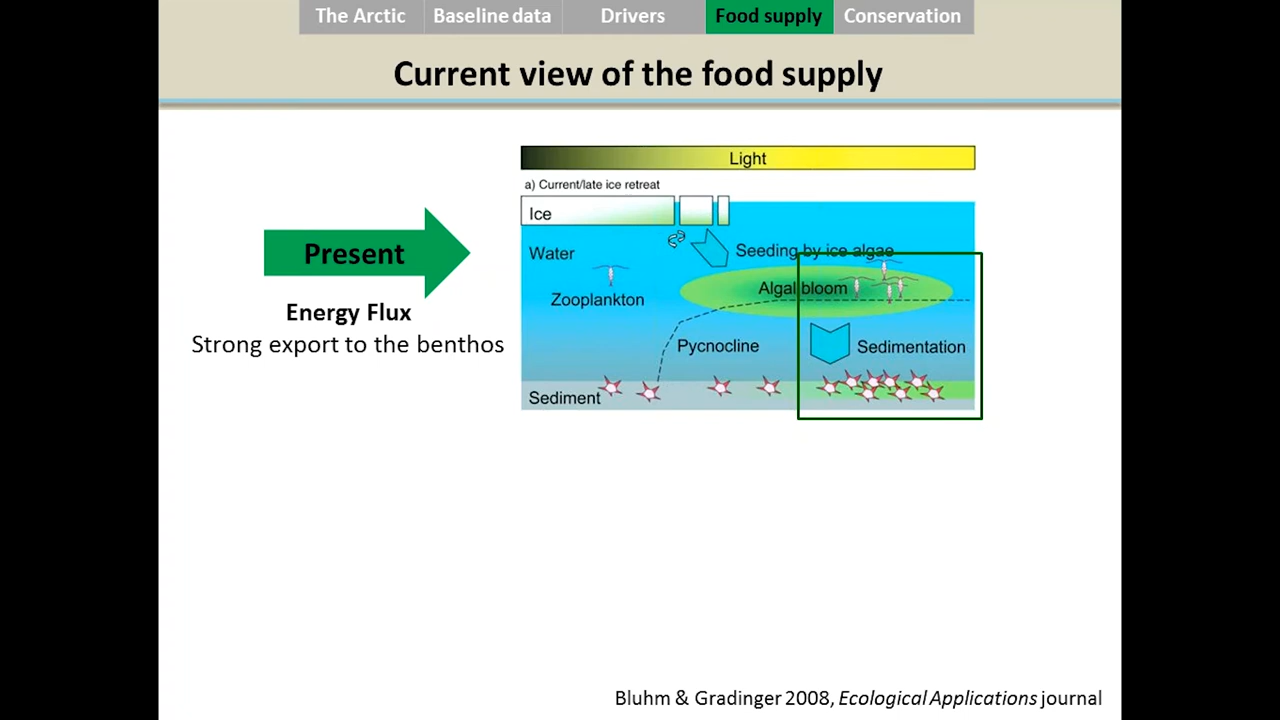 The Arctic
Baseline data
Drivers
Food supply
Conservation
Current view of the food supply
Light
a) Current/late ice retreat
Ice
Present
Water
Seeding by ice algae
Zooplankton
Algal bloom
Energy Flux
Strong export to the benthos
Pycnocline
Sedimentation
Sediment
Bluhm & Gradinger 2008, Ecological Applications journal